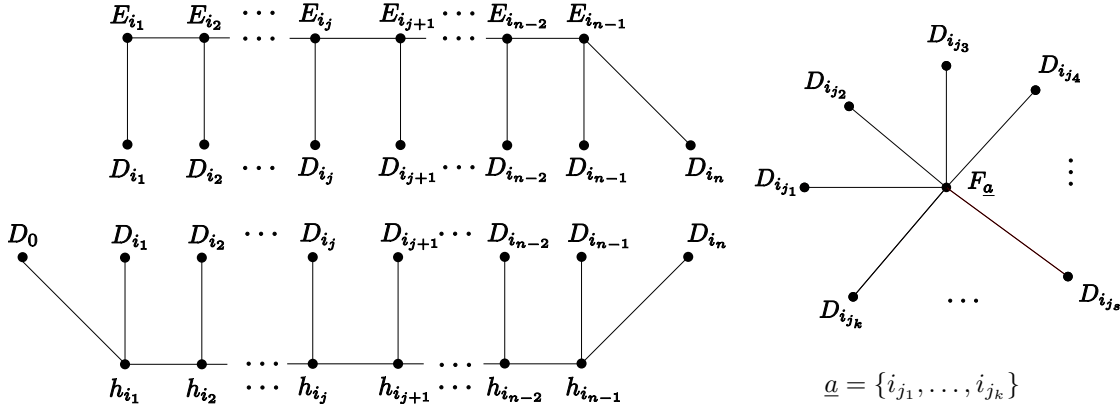 E_{i_1} E_{i_2} ··· E_{i_j} E_{i_{j+1}} ··· E_{i_{n-2}} E_{i_{n-1}}
··· ···
D_{i_1} D_{i_2} ··· D_{i_j} D_{i_{j+1}} ··· D_{i_{n-2}} D_{i_{n-1}} D_{i_n}
D_0 D_{i_1} D_{i_2} ··· D_{i_j} D_{i_{j+1}} ··· D_{i_{n-2}} D_{i_{n-1}} D_{i_n}
··· ···
h_{i_1} h_{i_2} ··· h_{i_j} h_{i_{j+1}} ··· h_{i_{n-2}} h_{i_{n-1}}
D_{i_{j_3}}
D_{i_{j_2}} D_{i_{j_4}}
D_{i_{j_1}} F_{\underline{a}} ⋮
D_{i_{j_k}} ··· D_{i_{j_s}}
\underline{a} = {i_{j_1}, . . . , i_{j_k}}